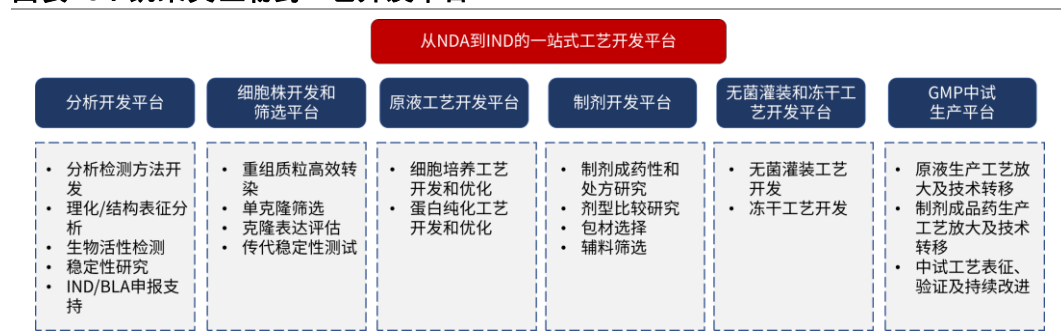 从NDA到IND的一站式工艺开发平台
分析开发平台
• 分析检测方法开
发
• 理化/结构表征分
析
• 生物活性检测
• 稳定性研究
• IND/BLA申报支
持
细胞株开发和
筛选平台
• 重组质粒高效转
染
• 单克隆筛选
• 克隆表达评估
• 传代稳定性测试
原液工艺开发平台
• 细胞培养工艺
开发和优化
• 蛋白纯化工艺
开发和优化
制剂开发平台
• 制剂成药性和
处方研究
• 剂型比较研究
• 包材选择
• 辅料筛选
无菌灌装和冻干工
艺开发平台
• 无菌灌装工艺
开发
• 冻干工艺开发
GMP中试
生产平台
• 原液生产工艺放
大及技术转移
• 制剂成品药生产
工艺放大及技术
转移
• 中试工艺表征、
验证及持续改进